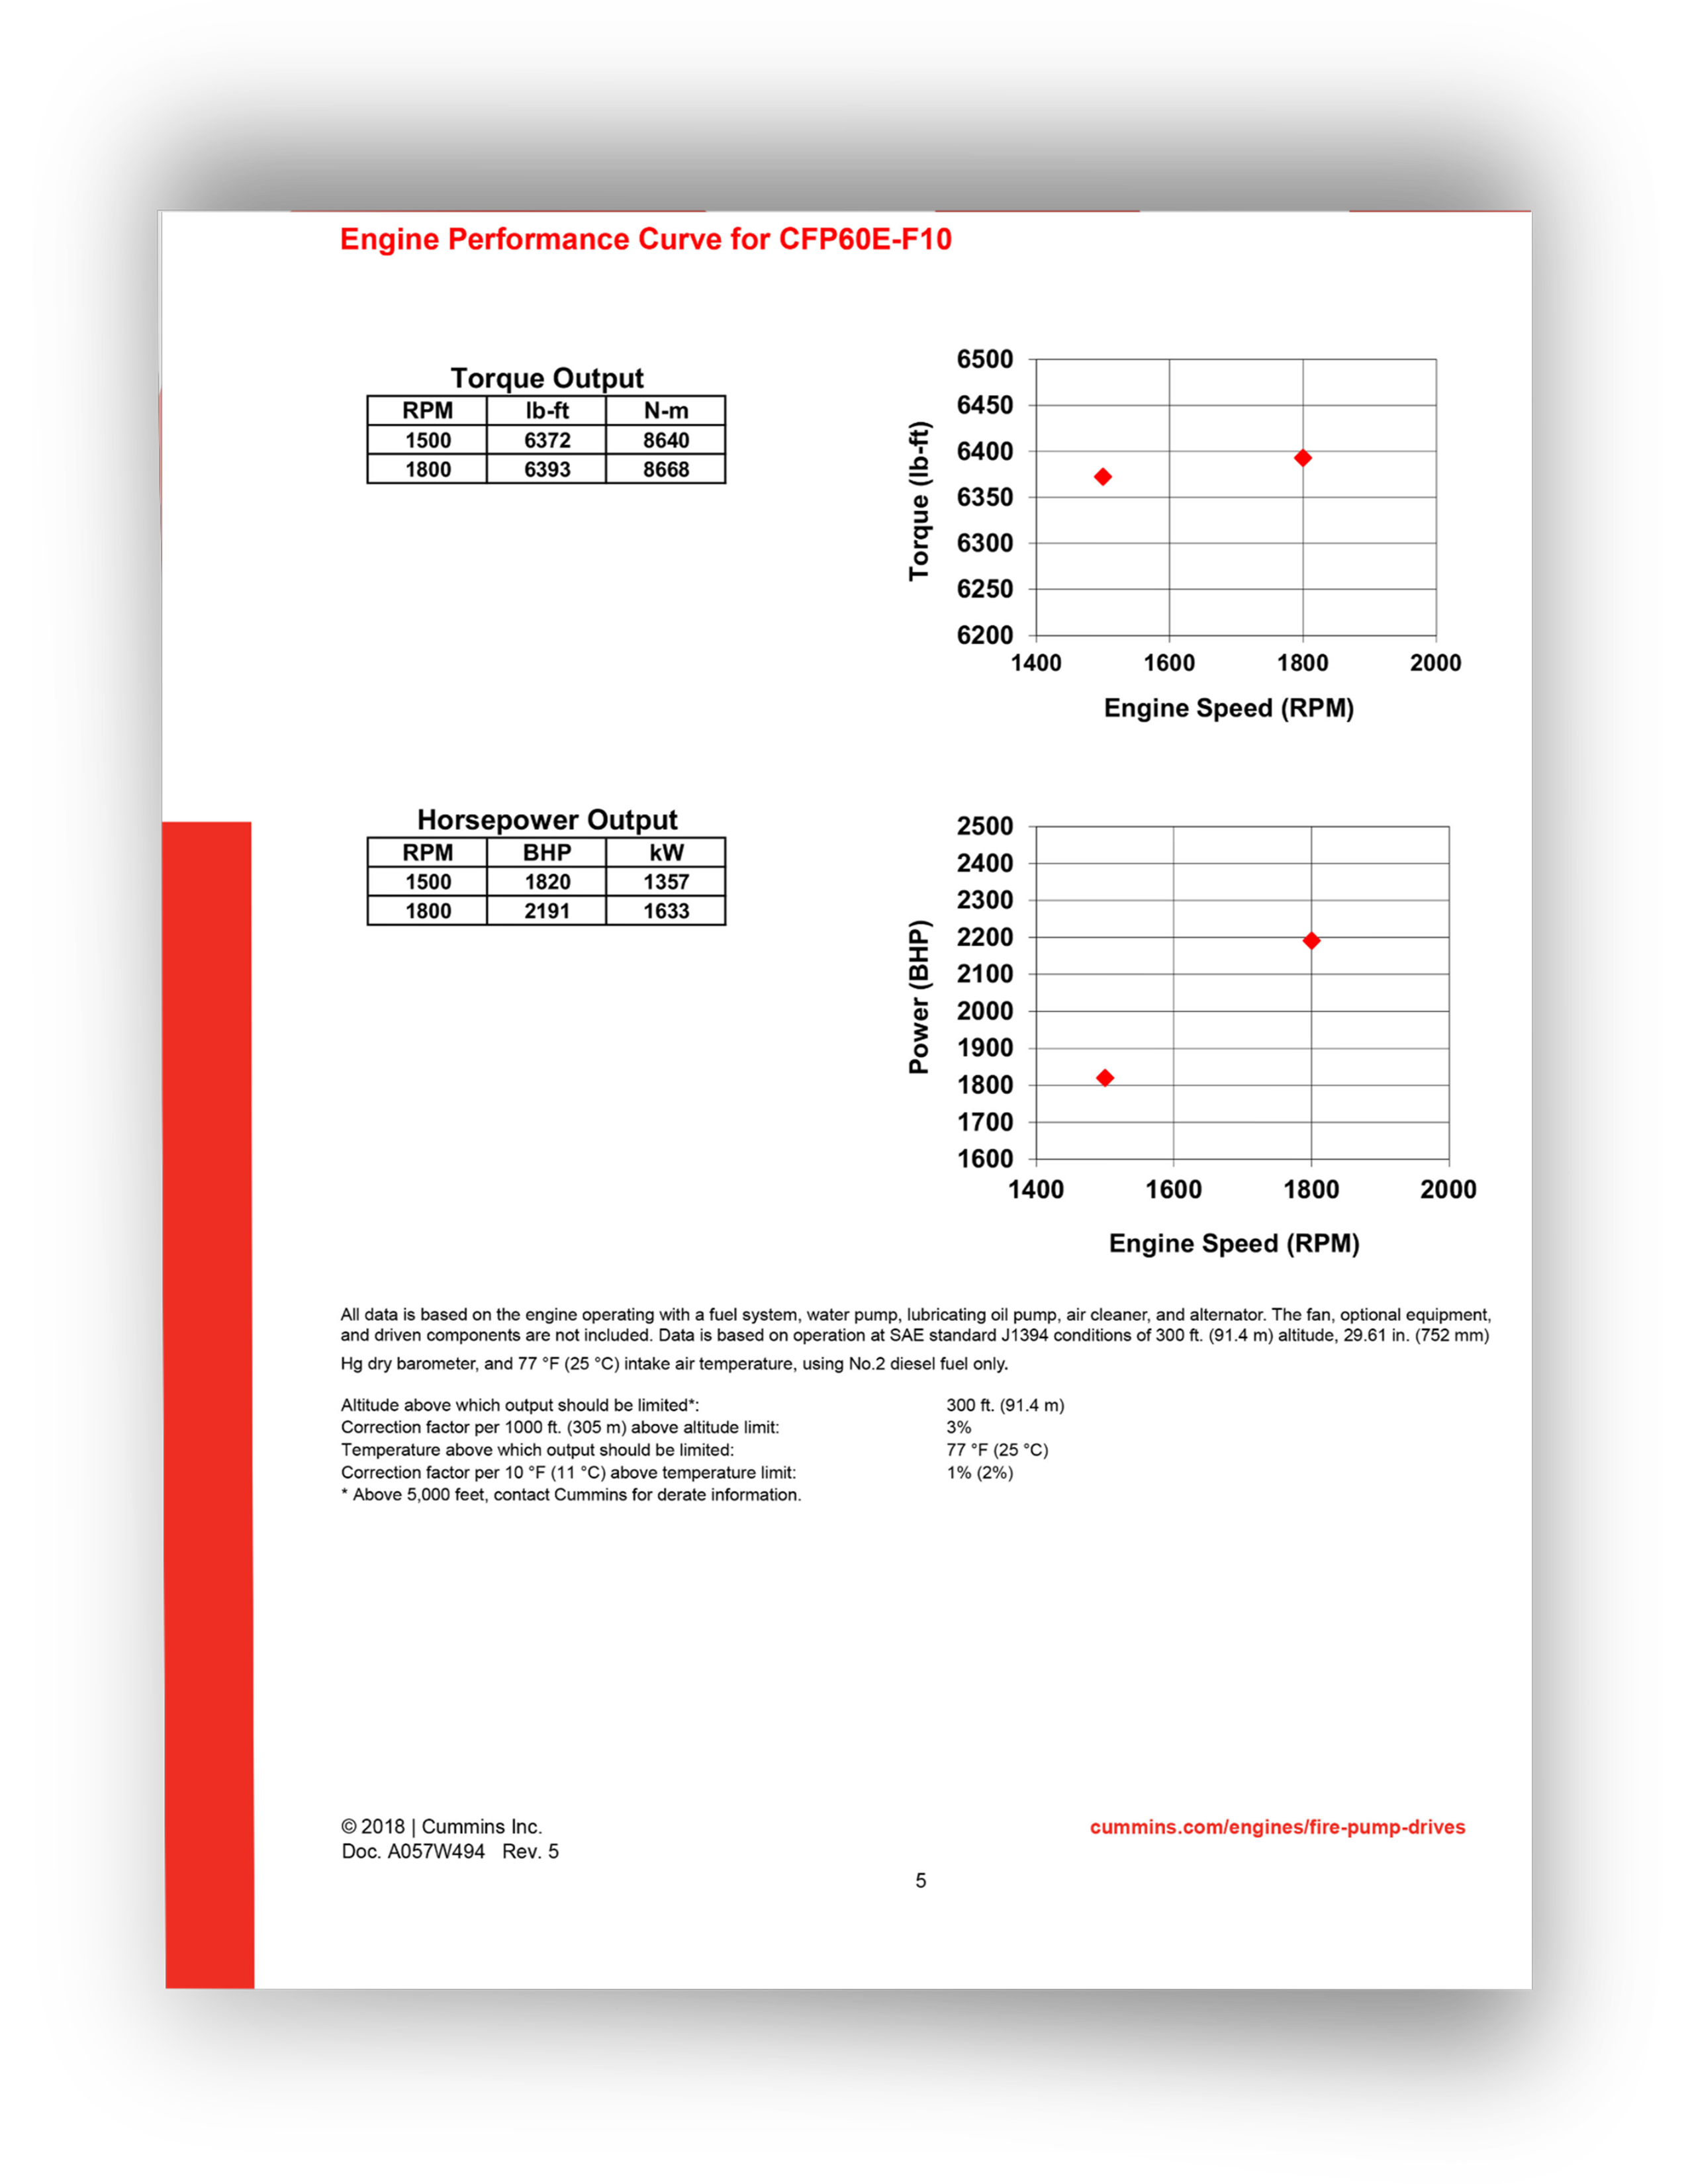 Engine Performance Curve for CFP60E-F10
Torque Output
RPM lb-ft N-m
1500 6372 8640
1800 6393 8668
Torque (lb-ft)
6500
6450
6400
6350
6300
6250
6200
1400 1600 1800 2000
Engine Speed (RPM)
Horsepower Output
RPM BHP kW
1500 1820 1357
1800 2191 1633
Power (BHP)
2500
2400
2300
2200
2100
2000
1900
1800
1700
1600
1400 1600 1800 2000
Engine Speed (RPM)
All data is based on the engine operating with a fuel system, water pump, lubricating oil pump, air cleaner, and alternator. The fan, optional equipment,
and driven components are not included. Data is based on operation at SAE standard J1394 conditions of 300 ft. (91.4 m) altitude, 29.61 in. (752 mm)
Hg dry barometer, and 77 °F (25 °C) intake air temperature, using No.2 diesel fuel only.
Altitude above which output should be limited*: 300 ft. (91.4 m)
Correction factor per 1000 ft. (305 m) above altitude limit: 3%
Temperature above which output should be limited: 77 °F (25 °C)
Correction factor per 10 °F (11 °C) above temperature limit: 1% (2%)
* Above 5,000 feet, contact Cummins for derate information.
© 2018 | Cummins Inc. cummins.com/engines/fire-pump-drives
Doc. A057W494 Rev. 5
5